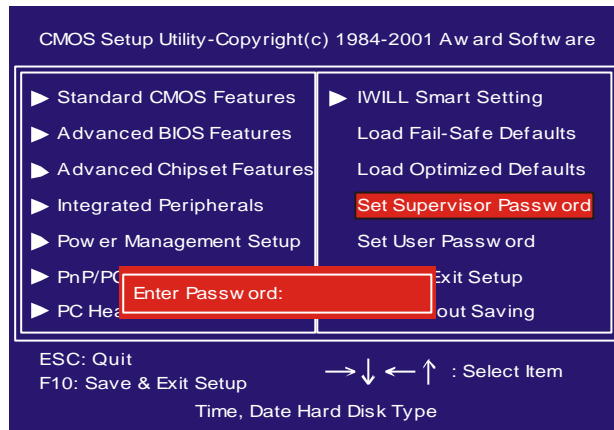 CMOS Setup Utility-Copyright(c) 1984-2001 Award Software
Standard CMOS Features
Advanced BIOS Features
Advanced Chipset Features
Integrated Peripherals
Power Management Setup
PnP/PC
PC Hea
IWILL Smart Setting
Load Fail-Safe Defaults
Load Optimized Defaults
Set Supervisor Password
Set User Password
Exit Setup
out Saving
Enter Password:
ESC: Quit
F10: Save & Exit Setup
→↓ ←↑ : Select Item
Time, Date Hard Disk Type